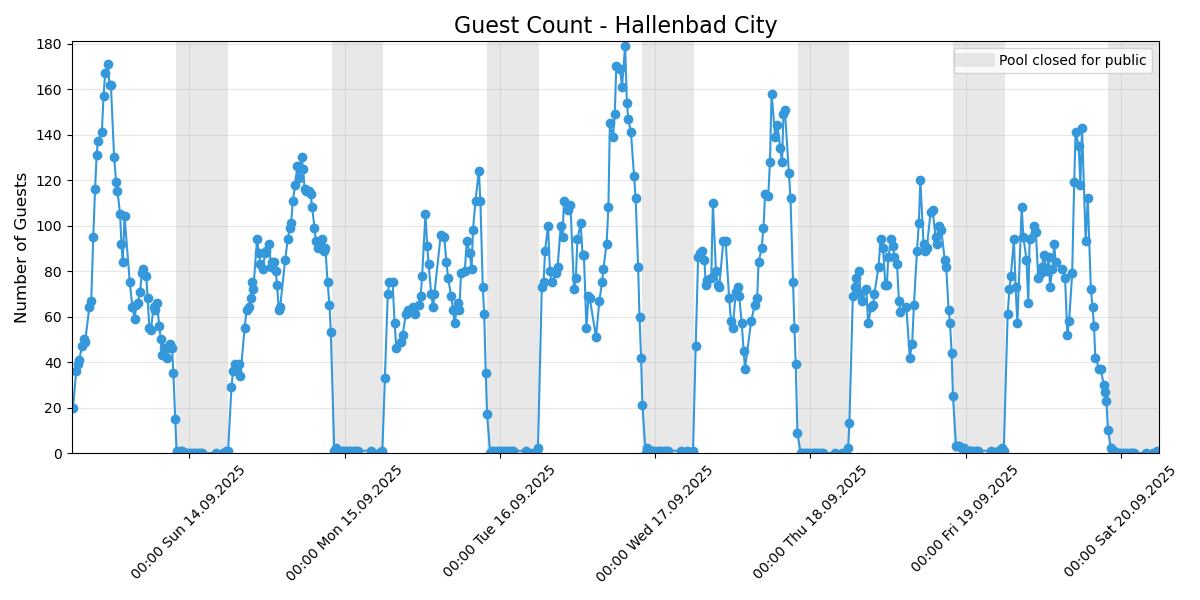 Guest Count - Hallenbad City
Number of Guests
180
160
140
120
100
80
60
40
20
0
Pool closed for public
00:00 Sun 14.09.2025
00:00 Mon 15.09.2025
00:00 Tue 16.09.2025
00:00 Wed 17.09.2025
00:00 Thu 18.09.2025
00:00 Fri 19.09.2025
00:00 Sat 20.09.2025